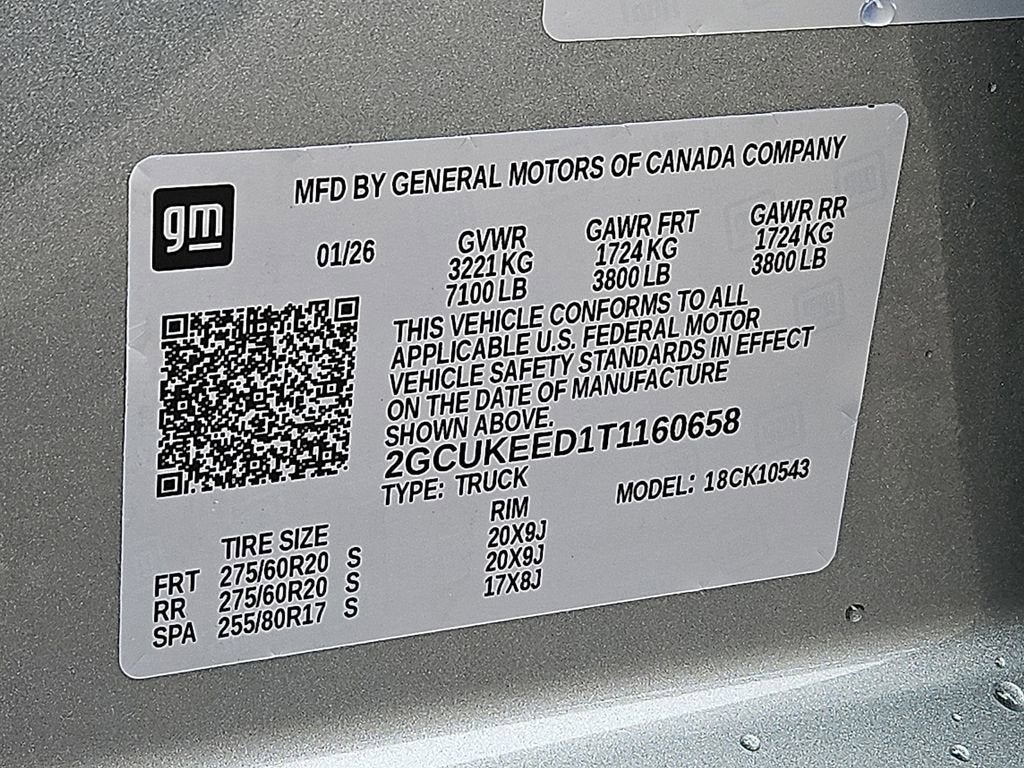 gm
MFD BY GENERAL MOTORS OF CANADA COMPANY
01/26
GVWR GAWR FRT GAWR RR
3221 KG 1724 KG 1724 KG
7100 LB 3800 LB 3800 LB
THIS VEHICLE CONFORMS TO ALL
APPLICABLE U.S. FEDERAL MOTOR
VEHICLE SAFETY STANDARDS IN EFFECT
ON THE DATE OF MANUFACTURE
SHOWN ABOVE.
2GCUKEED1T1160658
TYPE: TRUCK MODEL: 18CK10543
TIRE SIZE RIM
FRT 275/60R20 S 20X9J
RR 275/60R20 S 20X9J
SPA 255/80R17 S 17X8J